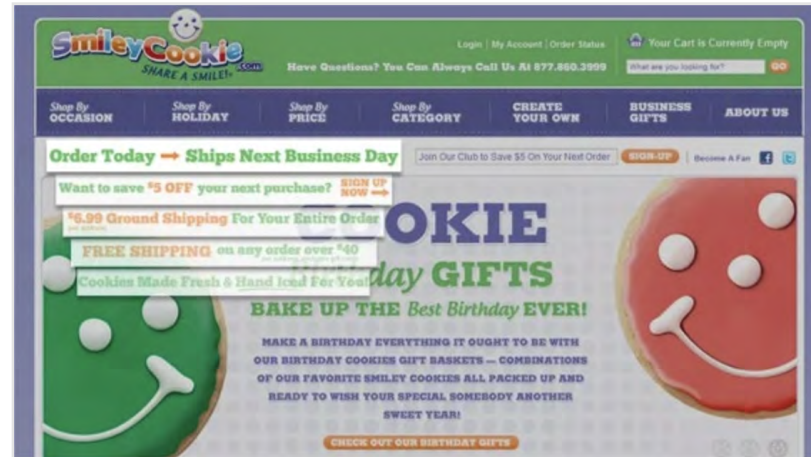 SmileyCookie.com
SHARE A SMILE!
Login | My Account | Order Status
Your Cart Is Currently Empty
Have Questions? You Can Always Call Us At 877.860.3999
What are you looking for?
GO
Shop By OCCASION
Shop By HOLIDAY
Shop By PRICE
Shop By CATEGORY
CREATE YOUR OWN
BUSINESS GIFTS
ABOUT US
Order Today → Ships Next Business Day
Join Our Club to Save $5 On Your Next Order
SIGN-UP
Become A Fan
Want to save $5 OFF your next purchase? SIGN UP NOW →
$6.99 Ground Shipping For Your Entire Order
FREE SHIPPING on any order over $40
Cookies Made Fresh & Hand Iced For You!
COOKIE
day GIFTS
BAKE UP THE Best Birthday EVER!
MAKE A BIRTHDAY EVERYTHING IT OUGHT TO BE WITH
OUR BIRTHDAY COOKIES GIFT BASKETS — COMBINATIONS
OF OUR FAVORITE SMILEY COOKIES ALL PACKED UP AND
READY TO WISH YOUR SPECIAL SOMEBODY ANOTHER
SWEET YEAR!
CHECK OUT OUR BIRTHDAY GIFTS